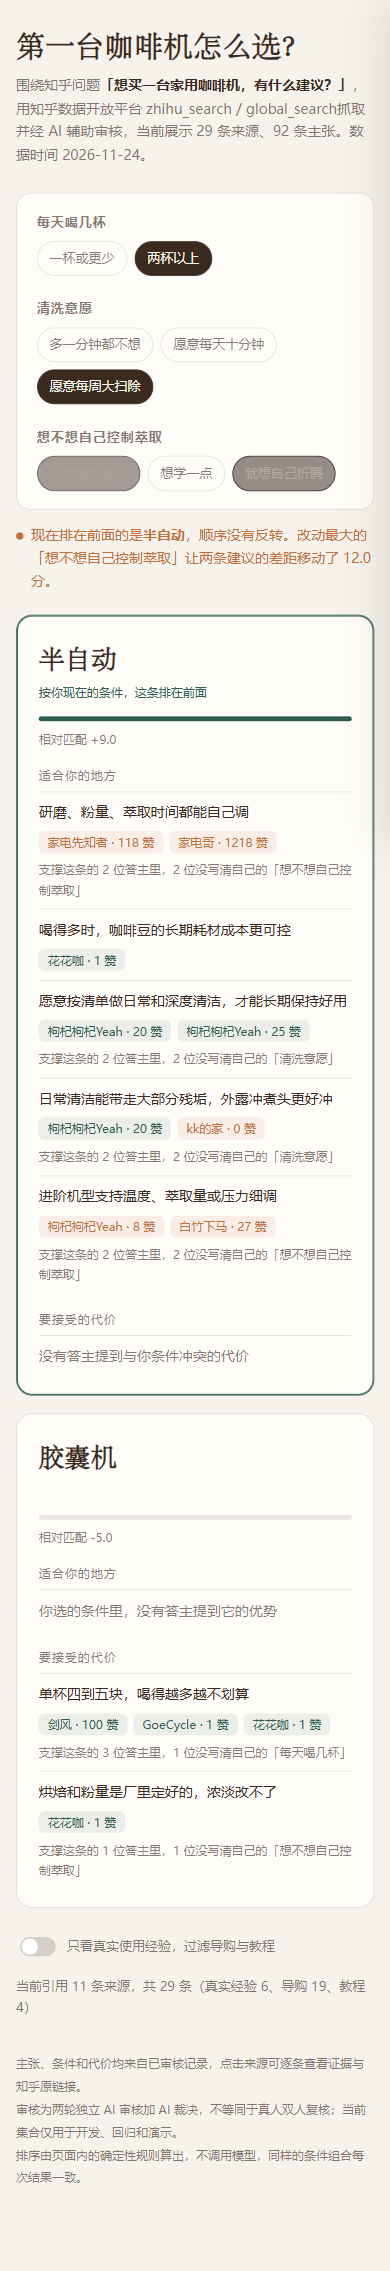 第一台咖啡机怎么选?
围绕知乎问题「想买一台家用咖啡机，有什么建议？」，
用知乎数据开放平台 zhihu_search / global_search抓取
并经 AI 辅助审核，当前展示 29 条来源、92 条主张。数
据时间 2026-11-24。
每天喝几杯
一杯或更少
两杯以上
清洗意愿
多一分钟都不想
愿意每天十分钟
愿意每周大扫除
想不想自己控制萃取
想学一点
就想自己折腾
现在排在前面的是半自动，顺序没有反转。改动最大的
「想不想自己控制萃取」让两条建议的差距移动了 12.0
分。
半自动
按你现在的条件，这条排在前面
相对匹配 +9.0
适合你的地方
研磨、粉量、萃取时间都能自己调
家电先知者 · 118 赞
家电哥 · 1218 赞
支撑这条的 2 位答主里，2 位没写清自己的「想不想自己控
制萃取」
喝得多时，咖啡豆的长期耗材成本更可控
花花咖 · 1 赞
愿意按清单做日常和深度清洁，才能长期保持好用
枸杞枸杞Yeah · 20 赞
枸杞枸杞Yeah · 25 赞
支撑这条的 2 位答主里，2 位没写清自己的「清洗意愿」
日常清洁能带走大部分残垢，外露冲煮头更好冲
枸杞枸杞Yeah · 20 赞
kk的家 · 0 赞
支撑这条的 2 位答主里，2 位没写清自己的「清洗意愿」
进阶机型支持温度、萃取量或压力细调
枸杞枸杞Yeah · 8 赞
白竹下马 · 27 赞
支撑这条的 2 位答主里，2 位没写清自己的「想不想自己控
制萃取」
要接受的代价
没有答主提到与你条件冲突的代价
胶囊机
相对匹配 -5.0
适合你的地方
你选的条件里，没有答主提到它的优势
要接受的代价
单杯四到五块，喝得越多越不划算
剑风 · 100 赞
GoeCycle · 1 赞
花花咖 · 1 赞
支撑这条的 3 位答主里，1 位没写清自己的「每天喝几杯」
烘焙和粉量是厂里定好的，浓淡改不了
花花咖 · 1 赞
支撑这条的 1 位答主里，1 位没写清自己的「想不想自己控
制萃取」
只看真实使用经验，过滤导购与教程
当前引用 11 条来源，共 29 条（真实经验 6、导购 19、教程
4）
主张、条件和代价均来自已审核记录，点击来源可逐条查看证据与
知乎原链接。
审核为两轮独立 AI 审核加 AI 裁决，不等同于真人双人复核；当前
集合仅用于开发、回归和演示。
排序由页面内的确定性规则算出，不调用模型，同样的条件组合每
次结果一致。